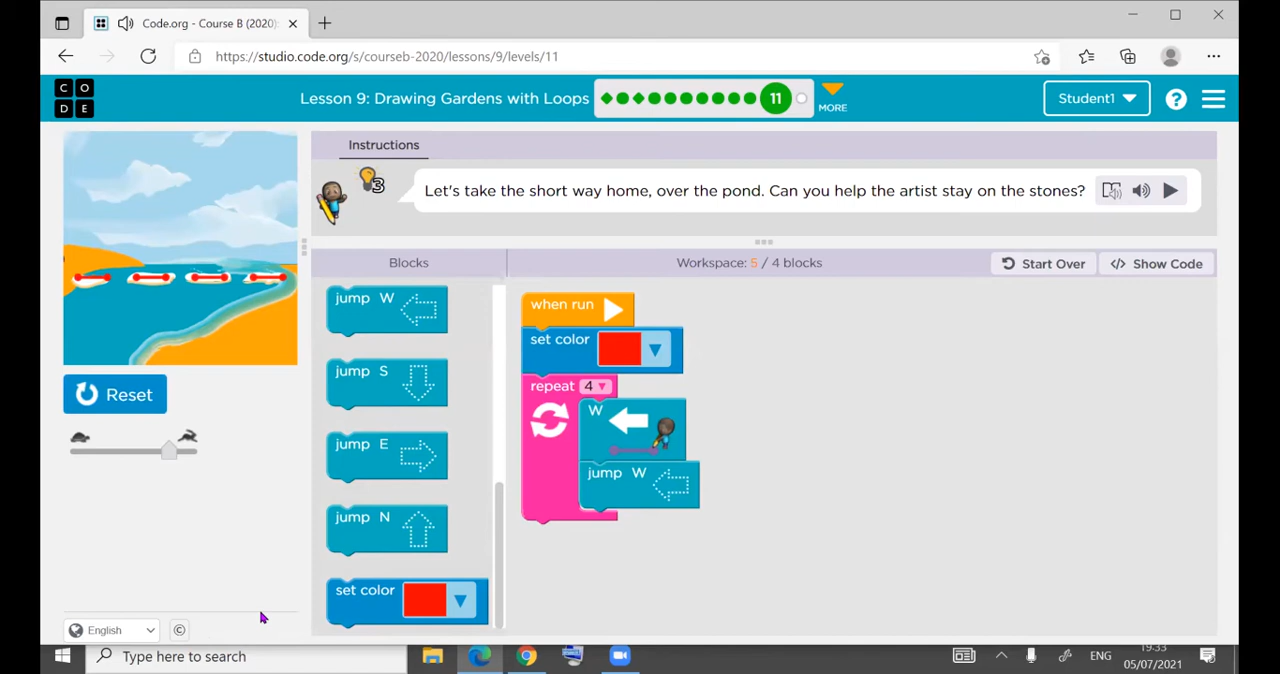 Code.org - Course B (2020):
https://studio.code.org/s/courseb-2020/lessons/9/levels/11
C O
D E
Lesson 9: Drawing Gardens with Loops
11
MORE
Student1
?
Instructions
3
Let's take the short way home, over the pond. Can you help the artist stay on the stones?
Blocks
Workspace: 5 / 4 blocks
Start Over
</> Show Code
jump W
jump S
jump E
jump N
set color
when run
set color
repeat 4
W
jump W
Reset
English
©
Type here to search
ENG
19:33
05/07/2021